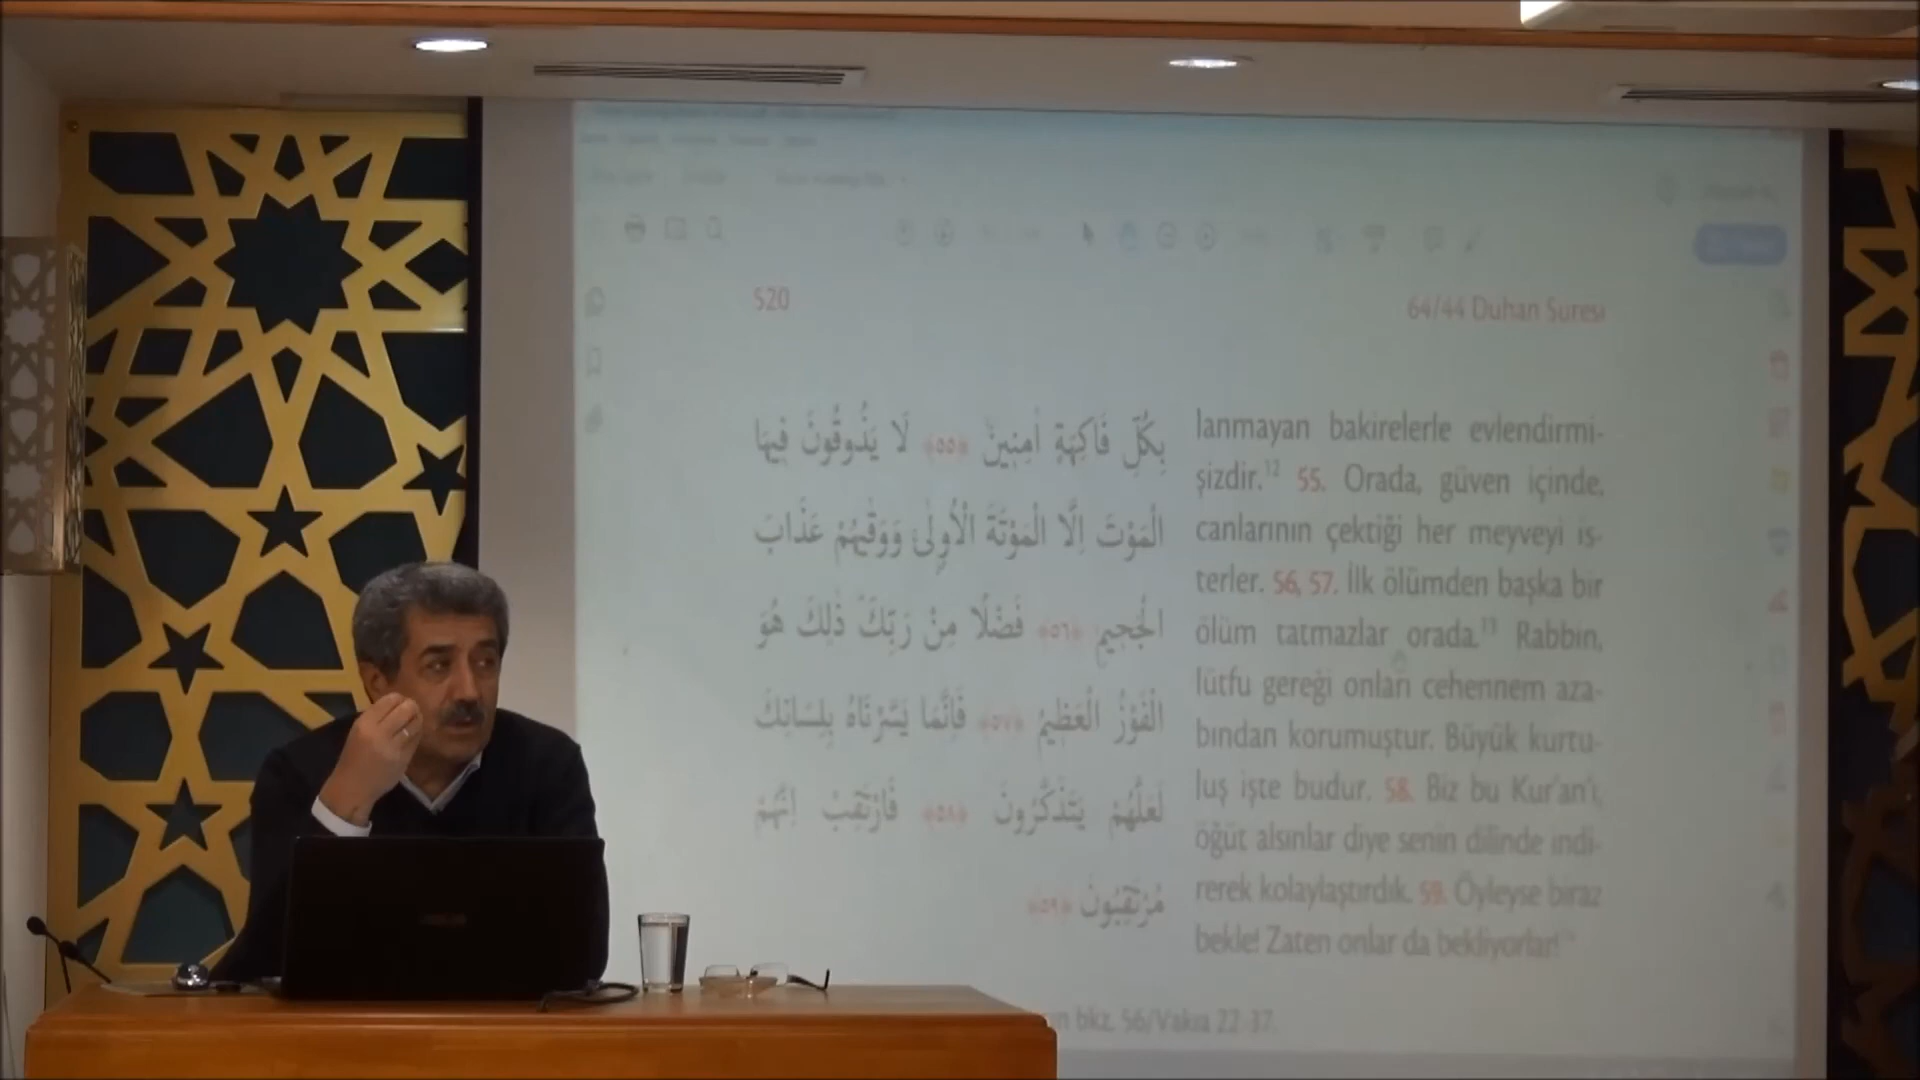 520
64/44 Duhan Suresi
بِكُلِّ فَاكِهَةٍ اٰمِنٖينَۙ ﴿٥٥﴾ لَا يَذُوقُونَ فٖيهَا
الْمَوْتَ اِلَّا الْمَوْتَةَ الْاُولٰىۚ وَوَقٰيهُمْ عَذَابَ
الْجَحٖيمِۙ ﴿٥٦﴾ فَضْلًا مِنْ رَبِّكَۜ ذٰلِكَ هُوَ
الْفَوْزُ الْعَظٖيمُ ﴿٥٧﴾ فَاِنَّمَا يَسَّرْنَاهُ بِلِسَانِكَ
لَعَلَّهُمْ يَتَذَكَّرُونَ ﴿٥٨﴾ فَارْتَقِبْ اِنَّهُمْ
مُرْتَقِبُونَ ﴿٥٩﴾
lanmayan bakirelerle evlendirmi-
şizdir.¹² 55. Orada, güven içinde,
canlarının çektiği her meyveyi is-
terler. 56, 57. İlk ölümden başka bir
ölüm tatmazlar orada.¹³ Rabbin,
lütfu gereği onları cehennem aza-
bından korumuştur. Büyük kurtu-
luş işte budur. 58. Biz bu Kur'an'ı,
öğüt alsınlar diye senin dilinde indi-
rerek kolaylaştırdık. 59. Öyleyse biraz
bekle! Zaten onlar da bekliyorlar!
bkz. 56/Vakıa 22-37.